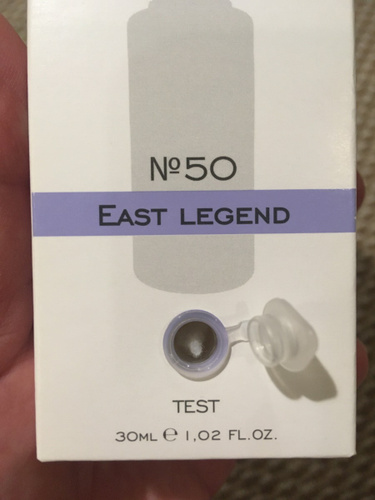 №50
EAST LEGEND
TEST
30ML ℮ 1,02 FL.OZ.